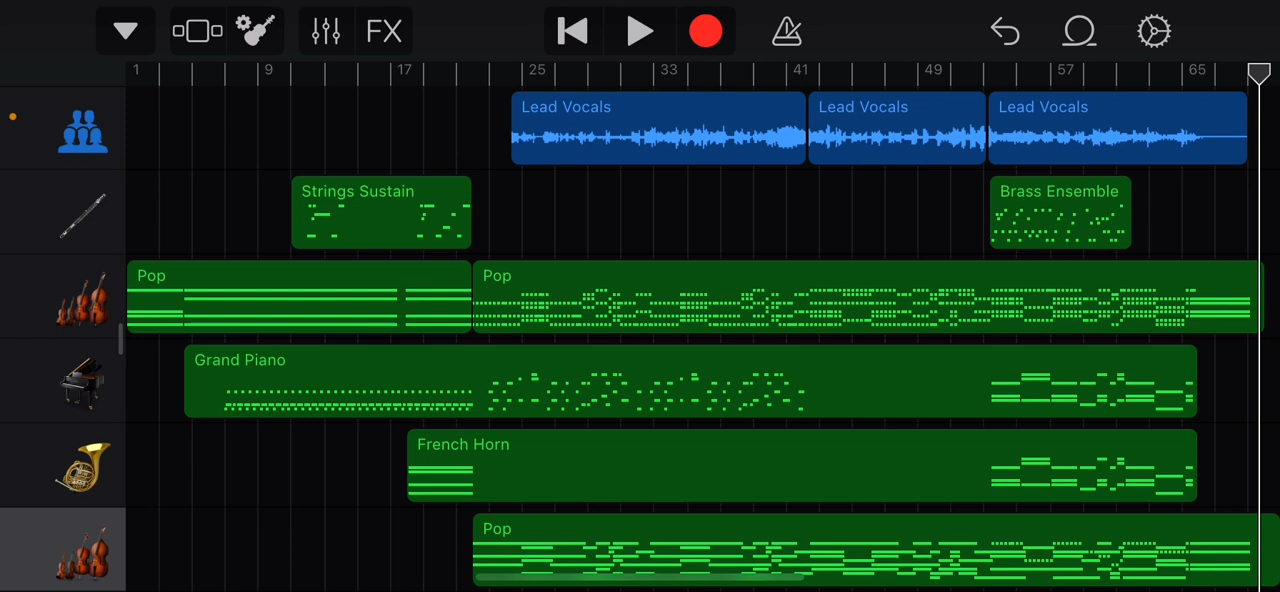 FX
1 9 17 25 33 41 49 57 65
Lead Vocals Lead Vocals Lead Vocals
Strings Sustain Brass Ensemble
Pop Pop
Grand Piano
French Horn
Pop